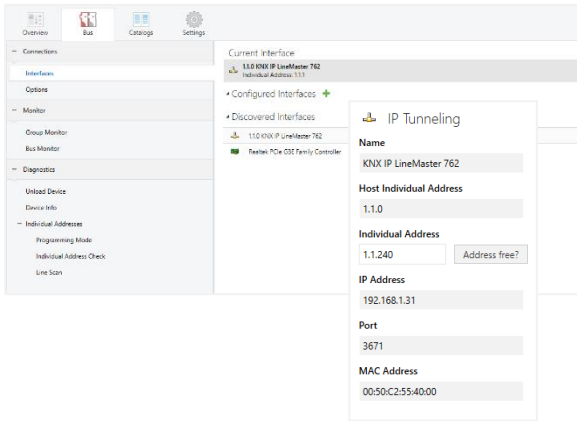 Overview
Bus
Catalogs
Settings
Connections
Interfaces
Options
Monitor
Group Monitor
Bus Monitor
Diagnostics
Unload Device
Device Info
Individual Addresses
Programming Mode
Individual Address Check
Line Scan
Current Interface
1.1.0 KNX IP LineMaster 762
Individual Address: 1.1.1
Configured Interfaces
Discovered Interfaces
1.1.0 KNX IP LineMaster 762
Realtek PCIe GBE Family Controller
IP Tunneling
Name
KNX IP LineMaster 762
Host Individual Address
1.1.0
Individual Address
1.1.240
Address free?
IP Address
192.168.1.31
Port
3671
MAC Address
00:50:C2:55:40:00